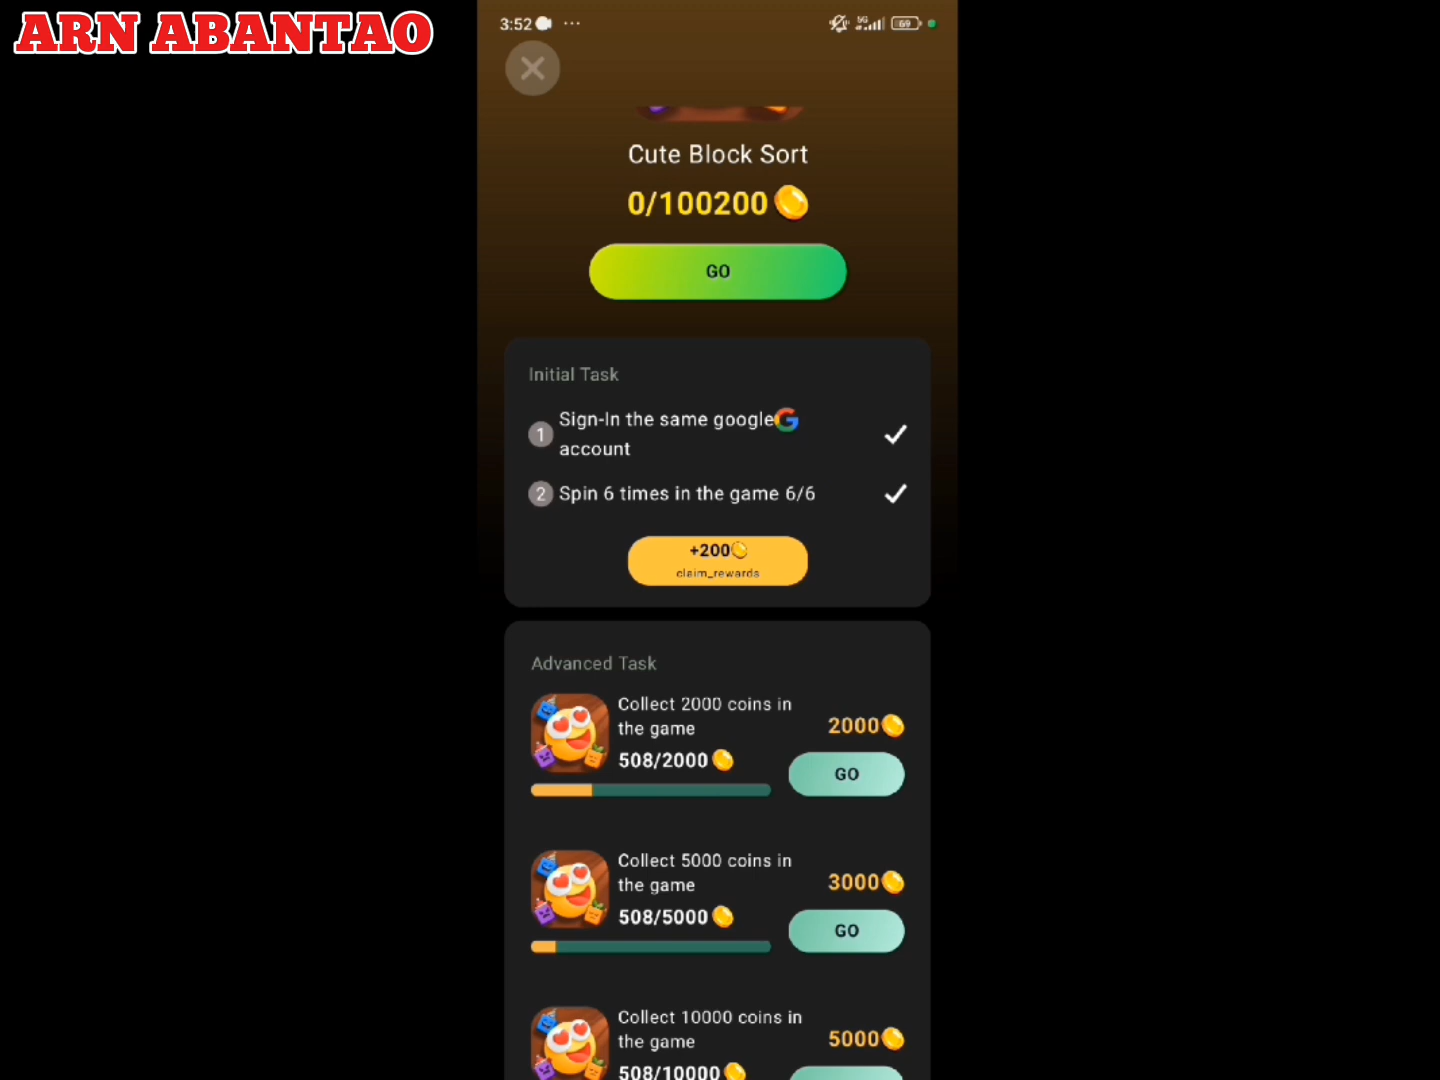 ARN ABANTAO
3:52
5G
69
Cute Block Sort
0/100200
GO
Initial Task
1 Sign-In the same google
account
2 Spin 6 times in the game 6/6
+200
claim_rewards
Advanced Task
Collect 2000 coins in
the game
2000
508/2000
GO
Collect 5000 coins in
the game
3000
508/5000
GO
Collect 10000 coins in
the game
5000
508/10000